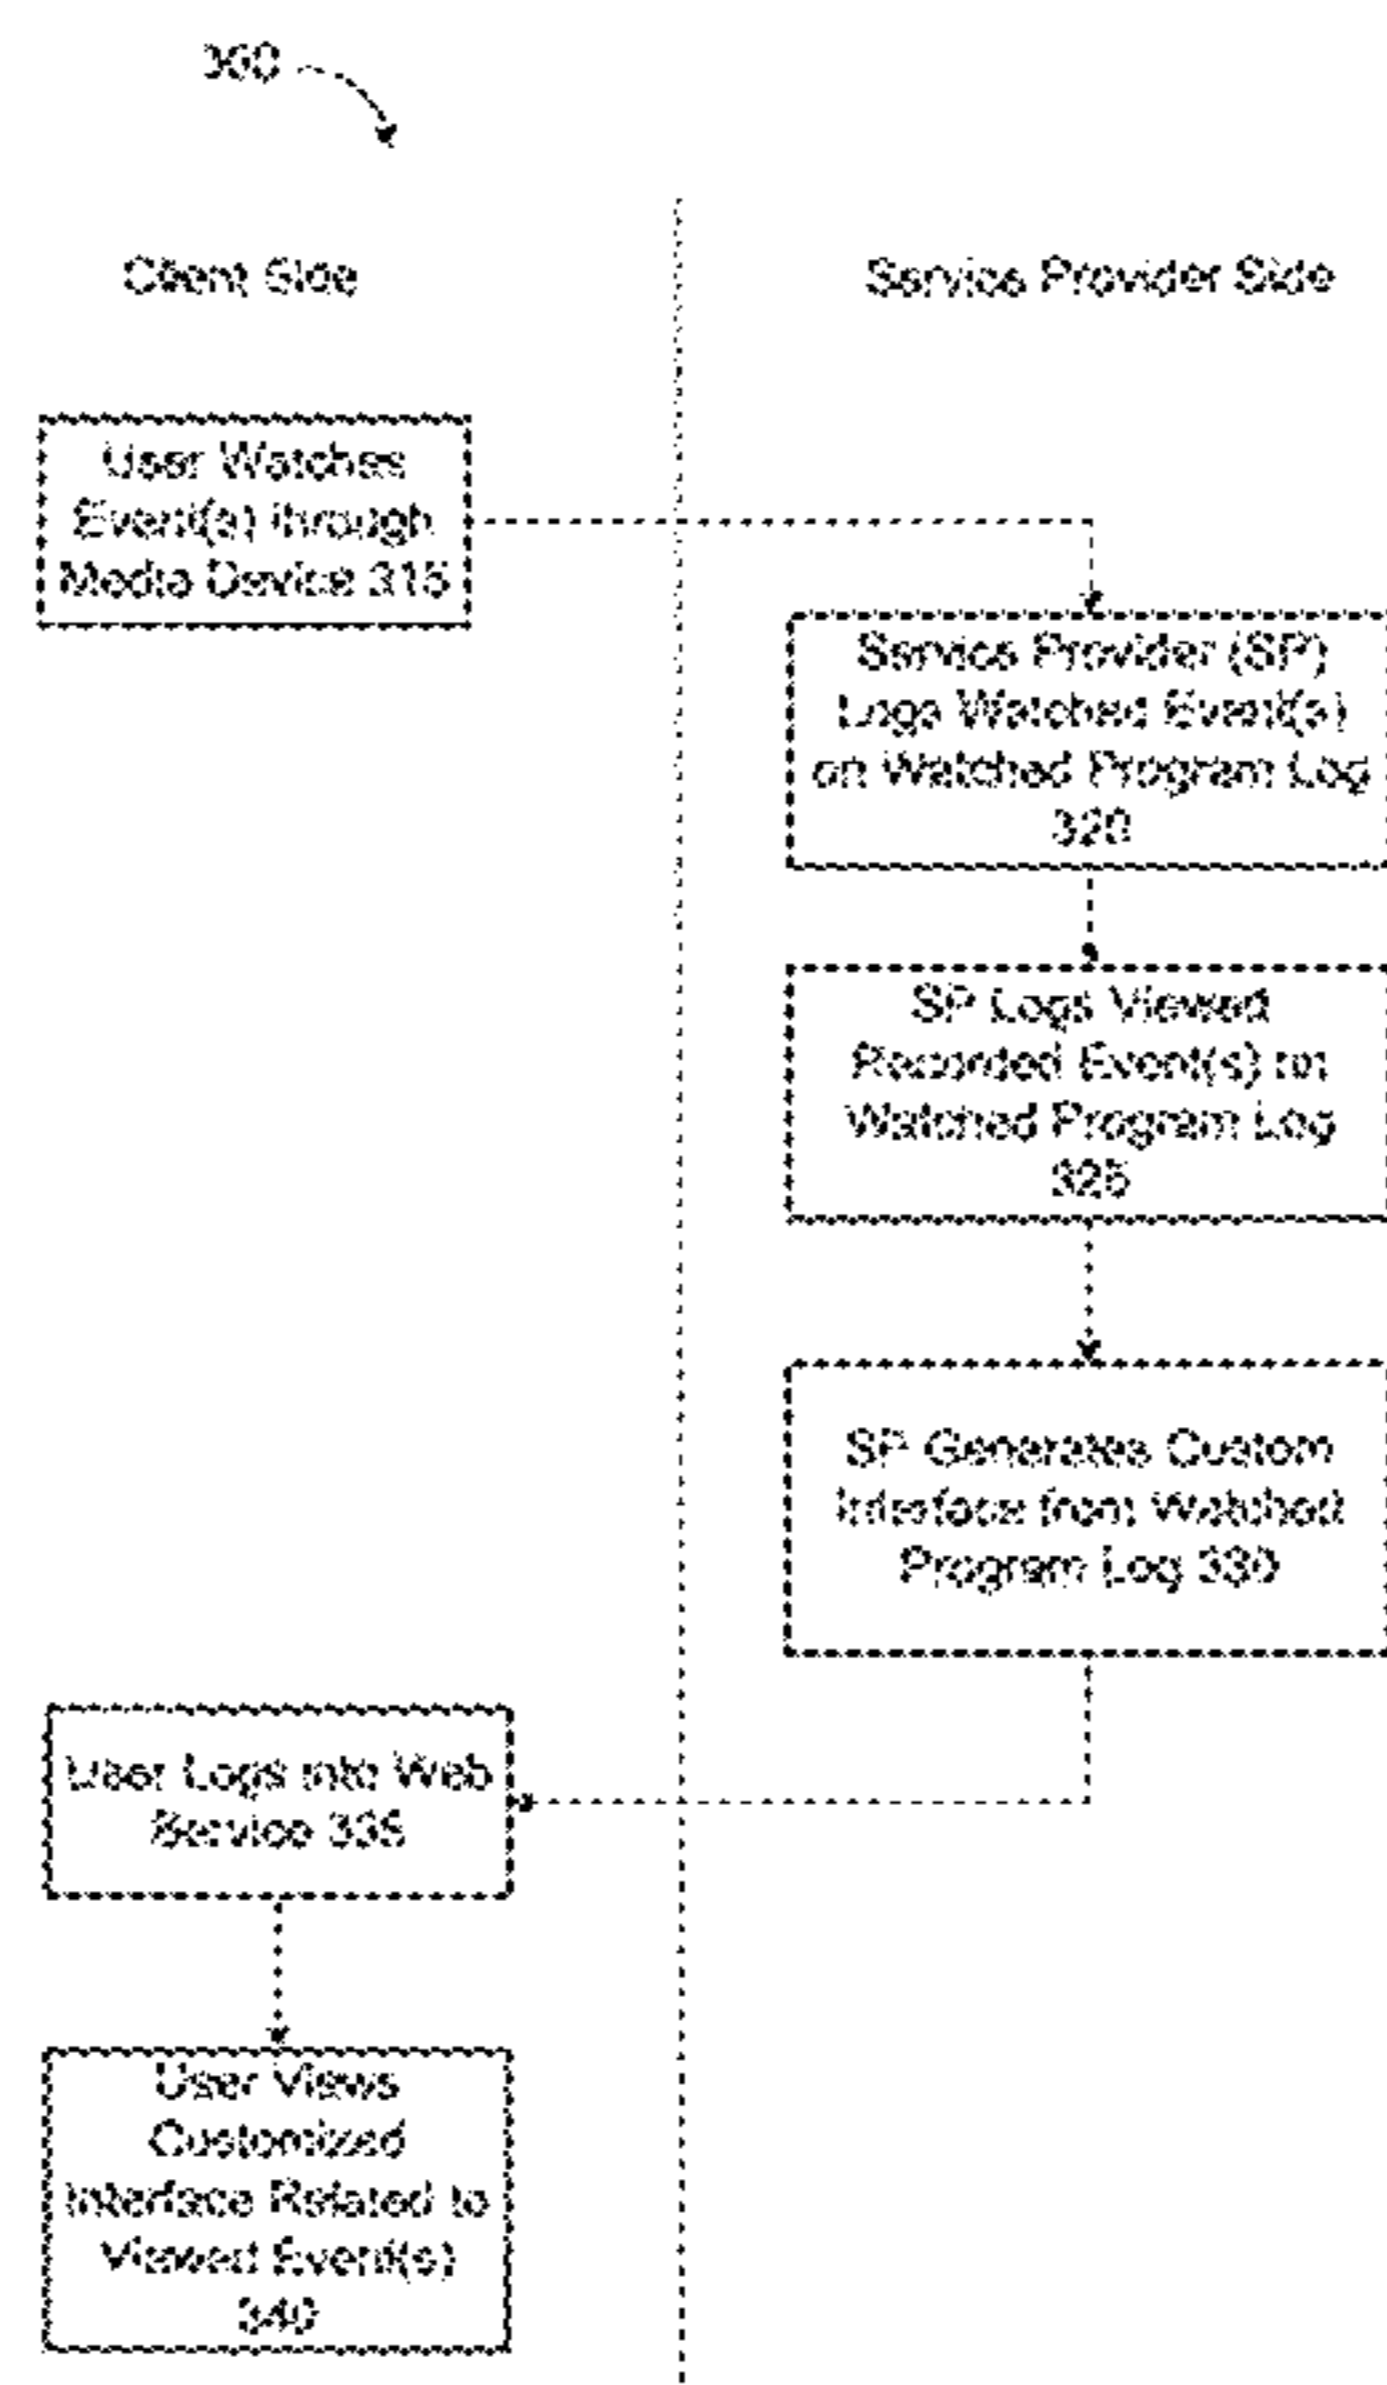 300
Client Side
Service Provider Side
User Watches
Event(s) through
Media Device 315
Service Provider (SP)
Logs Watched Event(s)
on Watched Program Log
320
SP Logs Viewed
Recorded Event(s) on
Watched Program Log
325
SP Generates Custom
Interface from Watched
Program Log 330
User Logs into Web
Service 335
User Views
Customized
Interface Related to
Viewed Event(s)
340